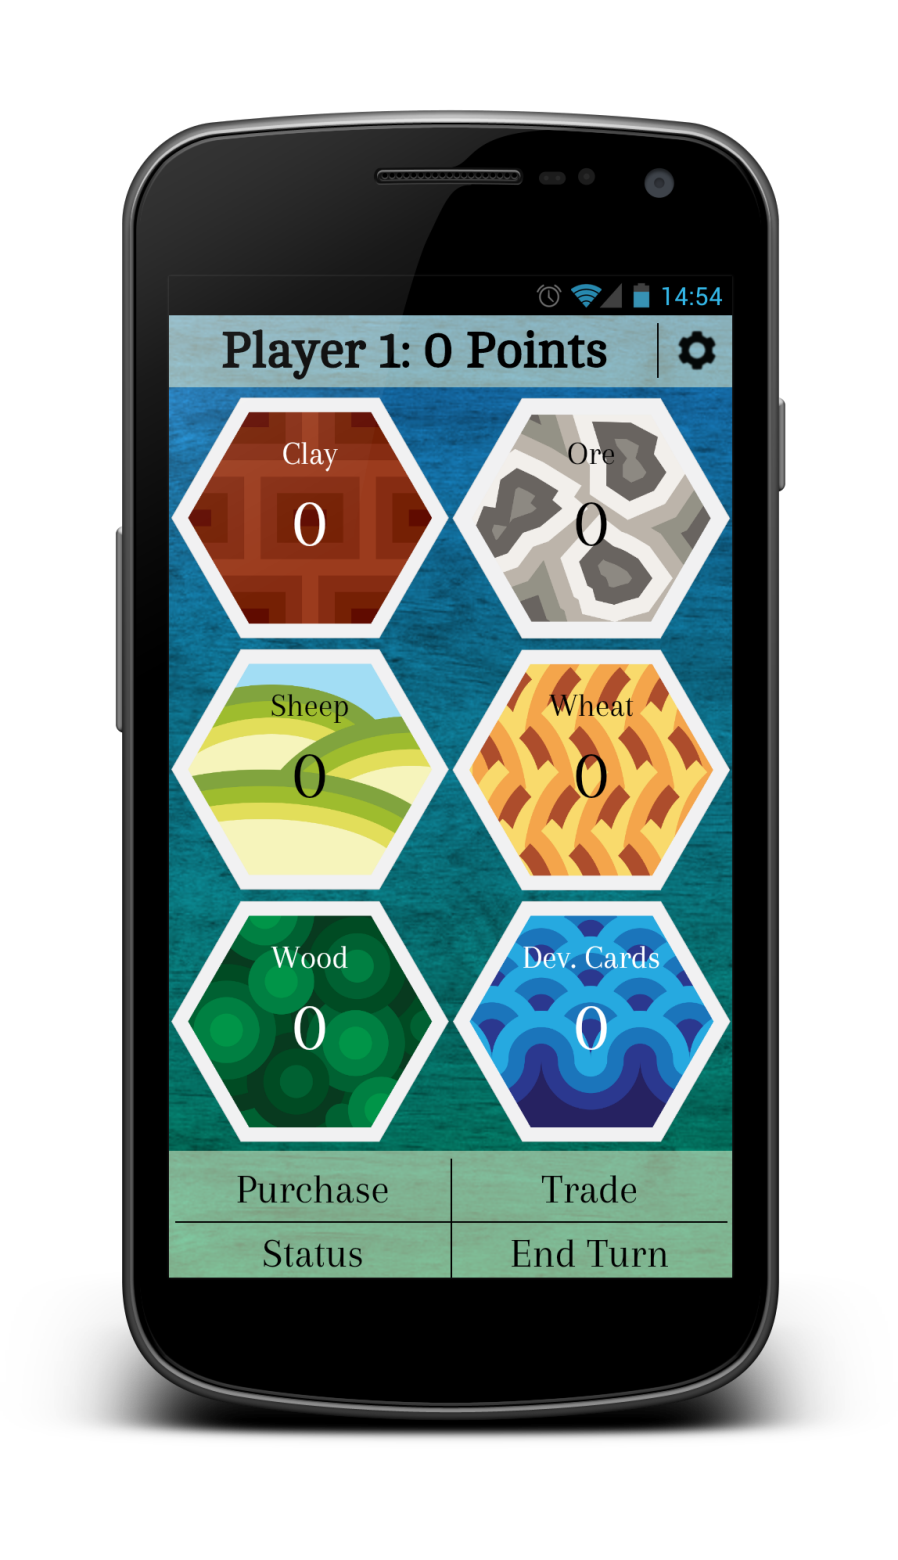 14:54
Player 1: 0 Points
Clay
0
Ore
0
Sheep
0
Wheat
0
Wood
0
Dev. Cards
0
Purchase
Trade
Status
End Turn